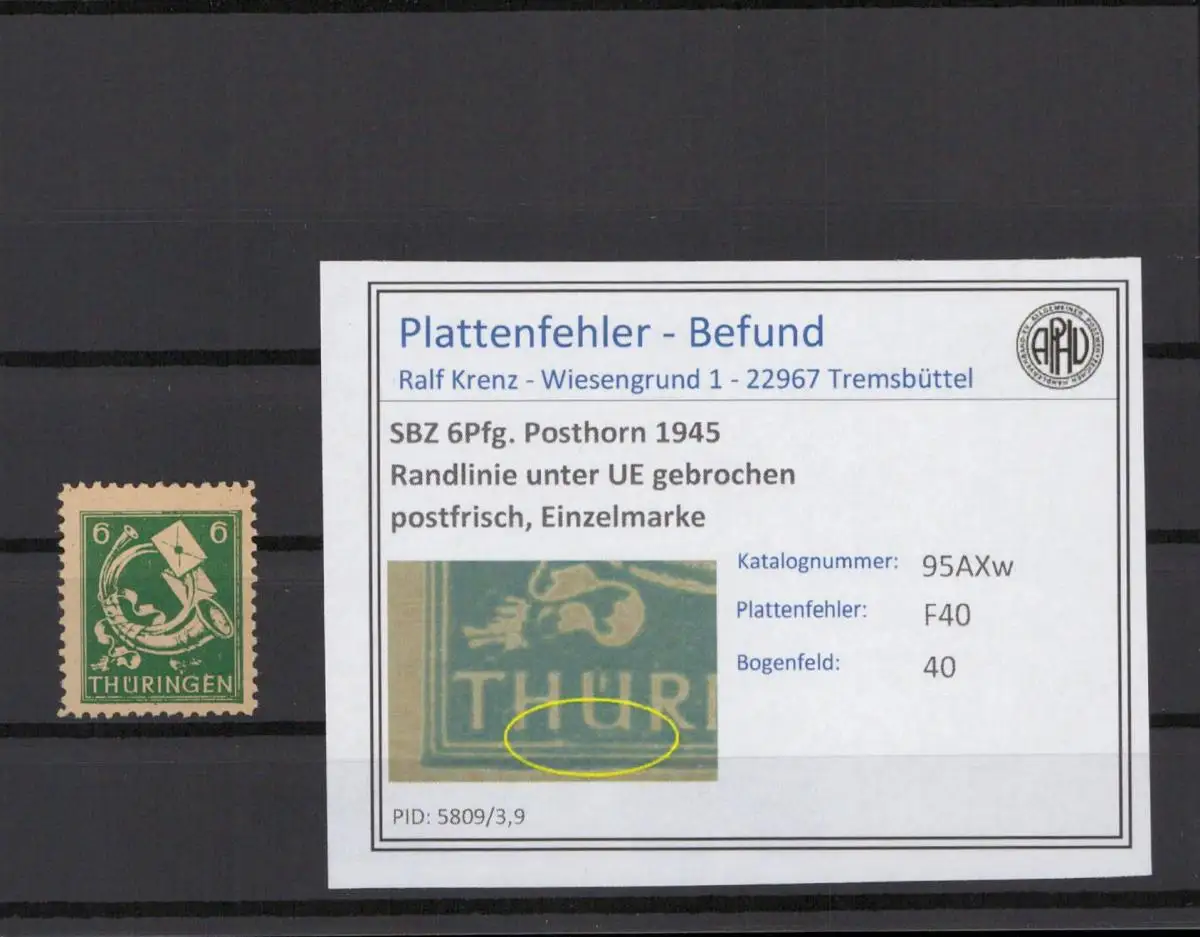 6 6
THÜRINGEN
Plattenfehler - Befund
Ralf Krenz - Wiesengrund 1 - 22967 Tremsbüttel
APHV
SBZ 6Pfg. Posthorn 1945
Randlinie unter UE gebrochen
postfrisch, Einzelmarke
THÜRI
Katalognummer: 95AXw
Plattenfehler: F40
Bogenfeld: 40
PID: 5809/3,9